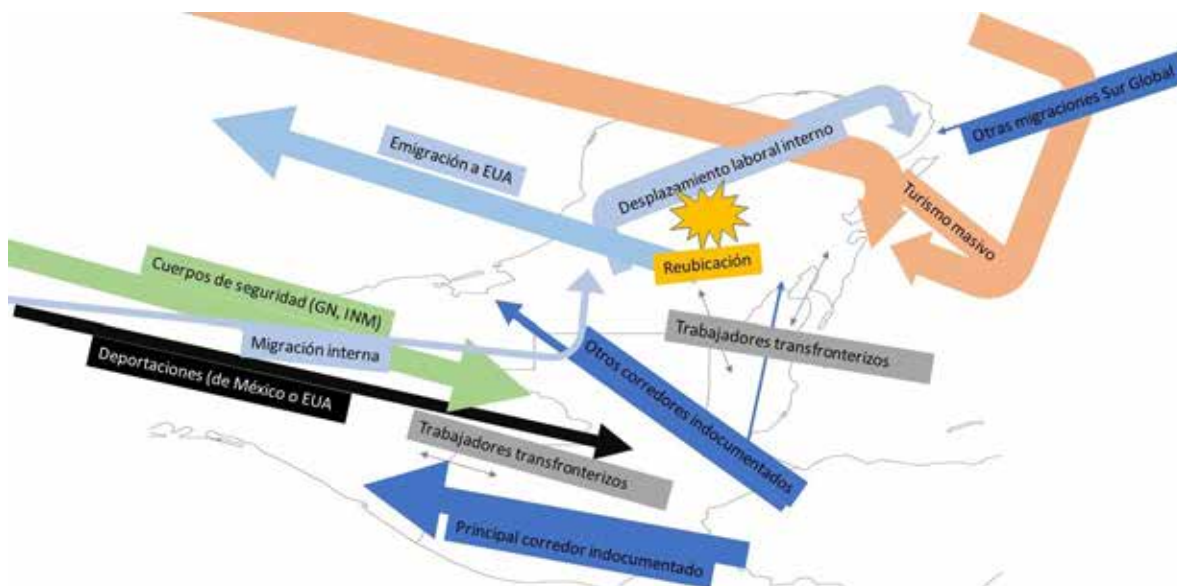 Otras migraciones Sur Global
Emigración a EUA
Desplazamiento laboral interno
Turismo masivo
Reubicación
Cuerpos de seguridad (GN, INM)
Migración interna
Trabajadores transfronterizos
Deportaciones (de México o EUA
Otros corredores indocumentados
Trabajadores transfronterizos
Principal corredor indocumentado